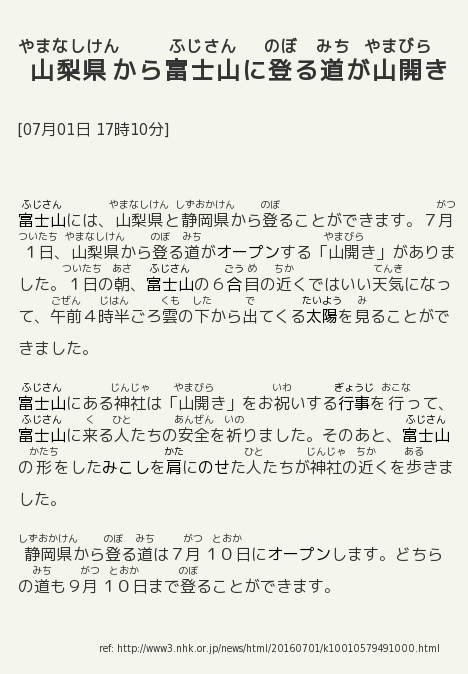 やまなしけん ふじさん のぼ みち やまびら
山梨県から富士山に登る道が山開き
[07月01日 17時10分]
ふじさん やまなしけん しずおかけん のぼ がつ
富士山には、山梨県と静岡県から登ることができます。７月
ついたち やまなしけん のぼ みち やまびら
１日、山梨県から登る道がオープンする「山開き」がありま
ついたち あさ ふじさん ごうめ ちか てんき
した。１日の朝、富士山の６合目の近くではいい天気になっ
ごぜん じはん くも した で たいよう み
て、午前４時半ごろ雲の下から出てくる太陽を見ることがで
きました。
ふじさん じんじゃ やまびら いわ ぎょうじ おこな
富士山にある神社は「山開き」をお祝いする行事を行って、
ふじさん く ひと あんぜん いの ふじさん
富士山に来る人たちの安全を祈りました。そのあと、富士山
かたち かた ひと じんじゃ ちか ある
の形をしたみこしを肩にのせた人たちが神社の近くを歩きま
した。
しずおかけん のぼ みち がつ とおか
静岡県から登る道は７月１０日にオープンします。どちら
みち がつ とおか のぼ
の道も９月１０日まで登ることができます。
ref: http://www3.nhk.or.jp/news/html/20160701/k10010579491000.html